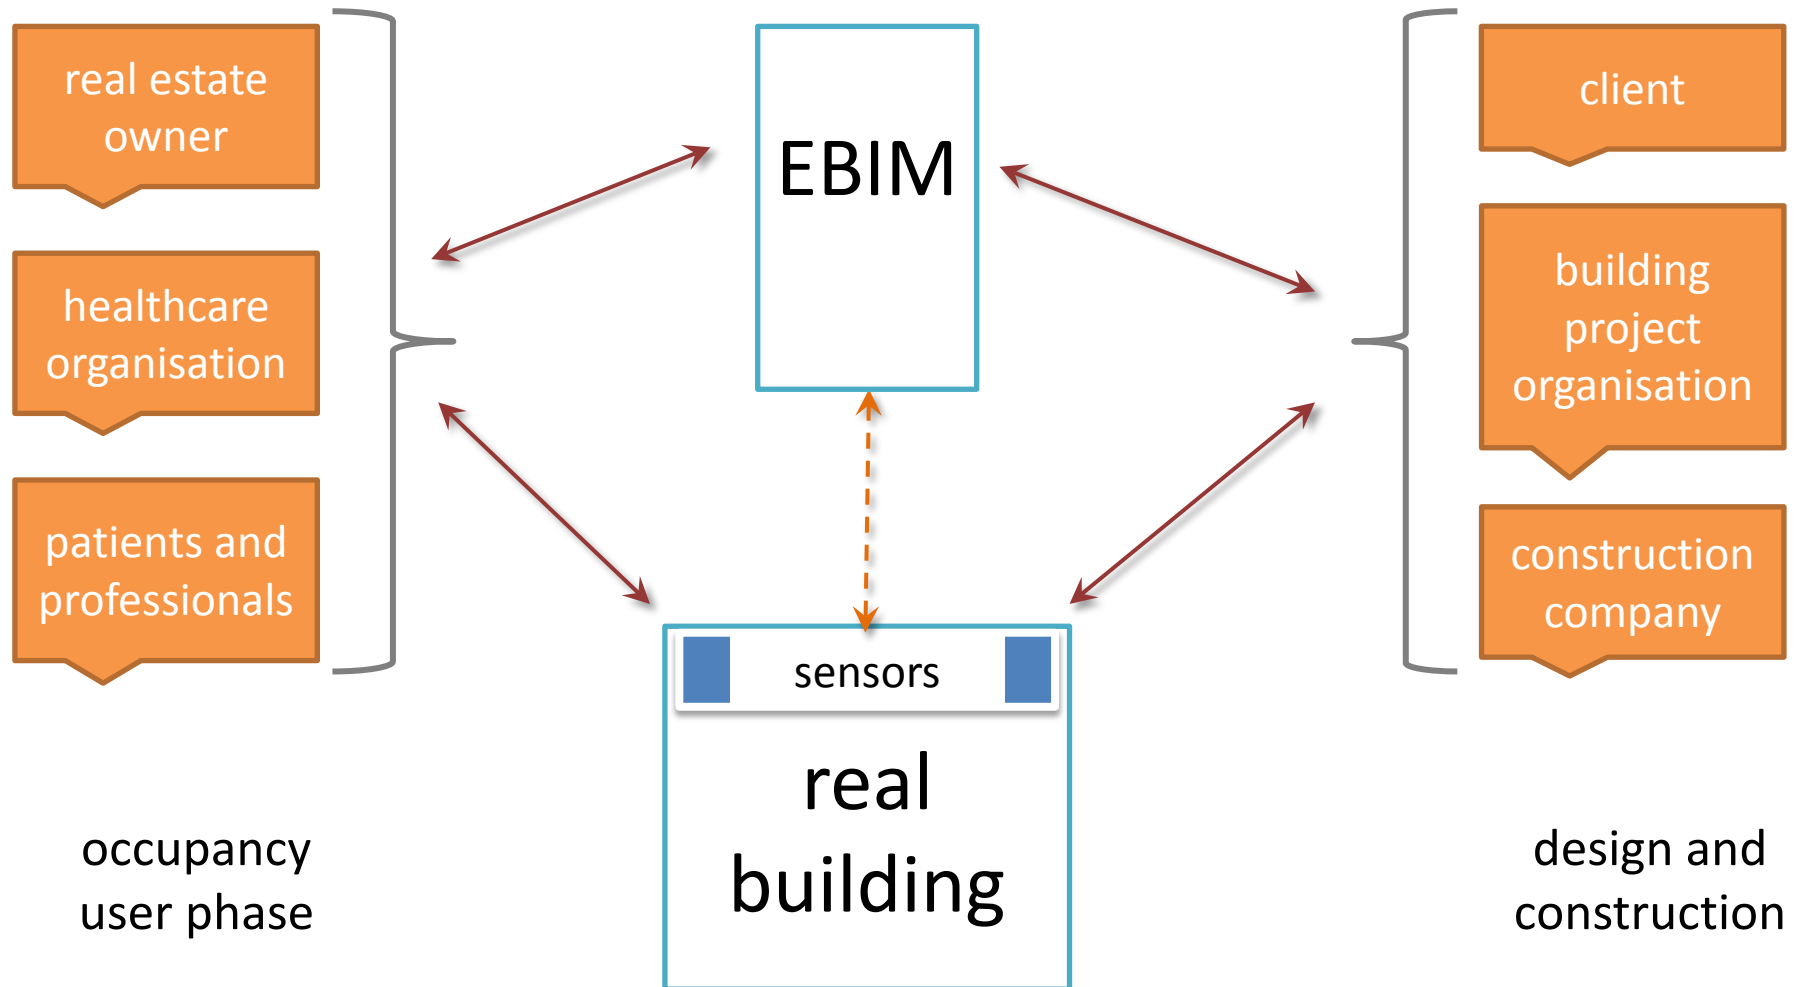 real estate
owner
healthcare
organisation
patients and
professionals
occupancy
user phase
EBIM
sensors
real
building
client
building
project
organisation
construction
company
design and
construction